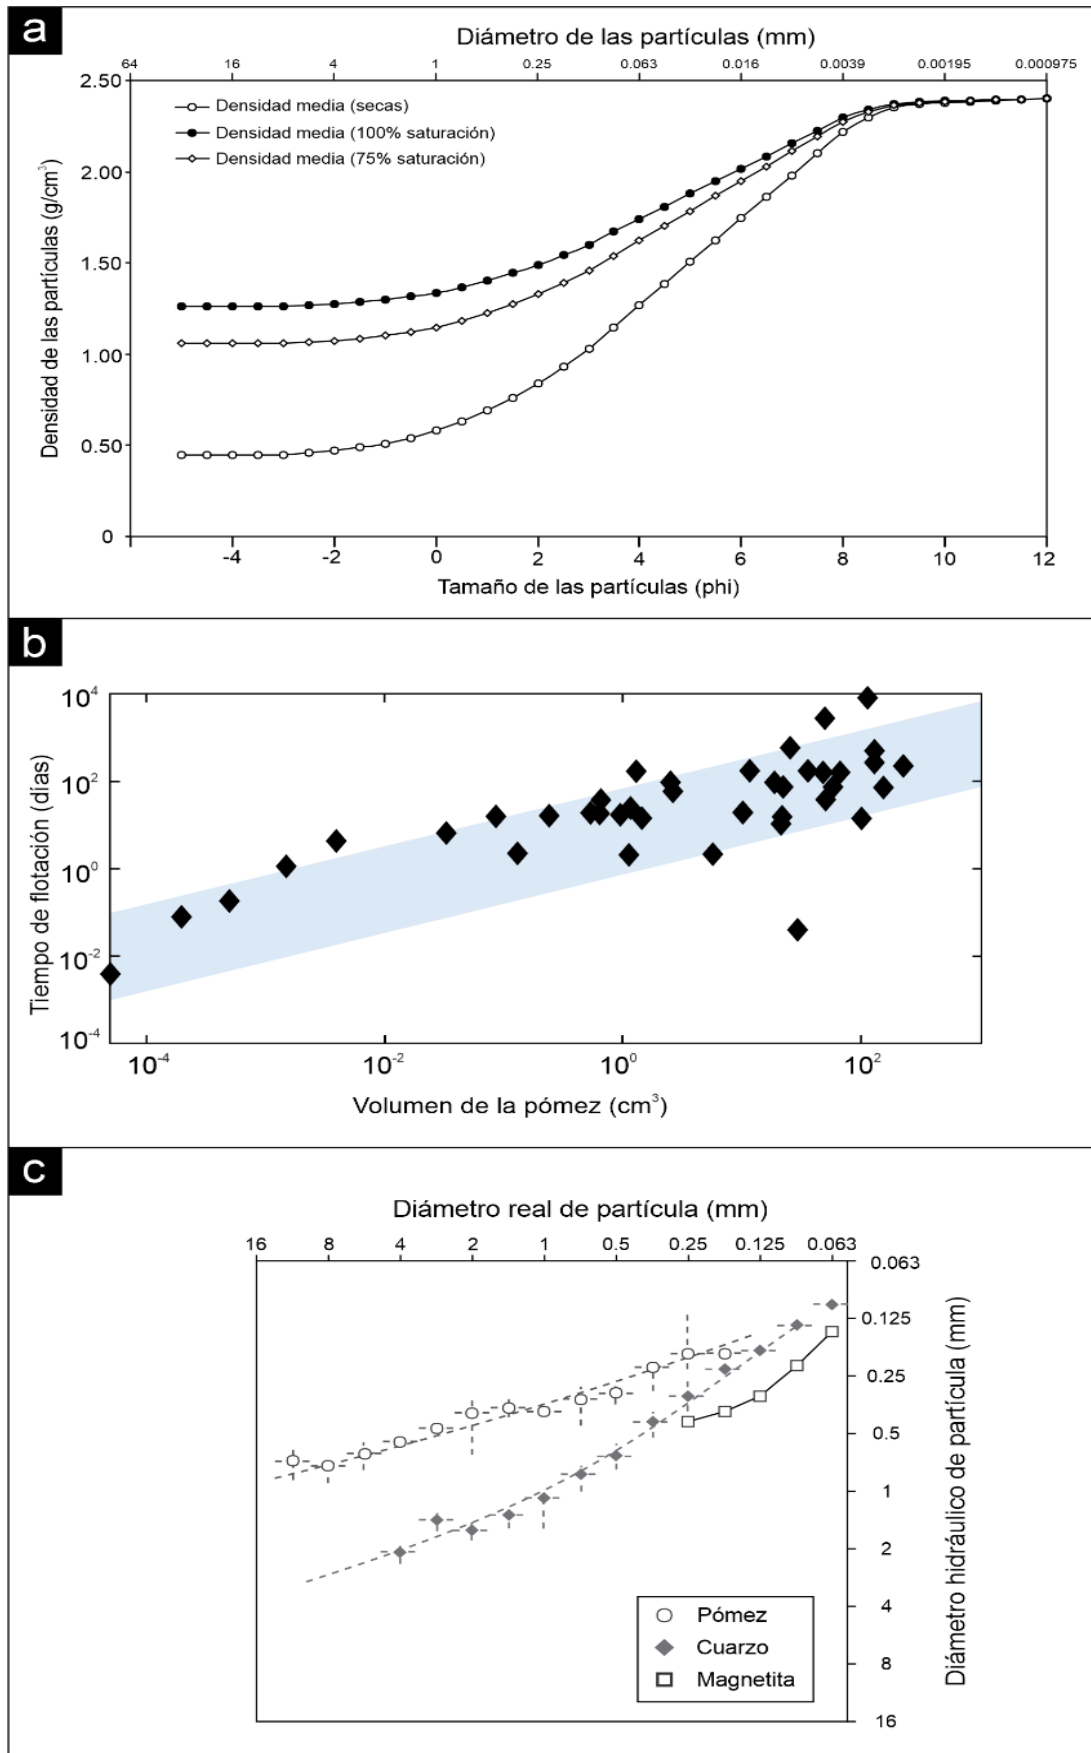 a
Diámetro de las partículas (mm)
64 16 4 1 0.25 0.063 0.016 0.0039 0.00195 0.000975
Densidad de las partículas (g/cm³)
2.50
2.00
1.50
1.00
0.50
0
Densidad media (secas)
Densidad media (100% saturación)
Densidad media (75% saturación)
-4 -2 0 2 4 6 8 10 12
Tamaño de las partículas (phi)
b
Tiempo de flotación (días)
10⁴
10²
10⁰
10⁻²
10⁻⁴
10⁻⁴ 10⁻² 10⁰ 10²
Volumen de la pómez (cm³)
c
Diámetro real de partícula (mm)
16 8 4 2 1 0.5 0.25 0.125 0.063
0.063
0.125
0.25
0.5
1
2
4
8
16
Diámetro hidráulico de partícula (mm)
Pómez
Cuarzo
Magnetita